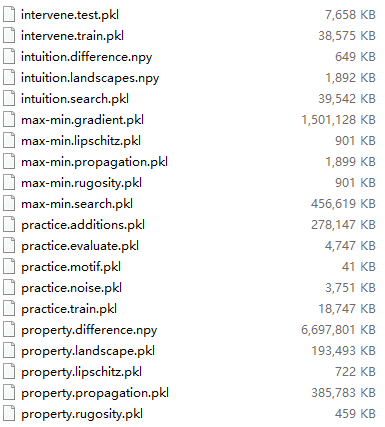 intervene.test.pkl 7,658 KB
intervene.train.pkl 38,575 KB
intuition.difference.npy 649 KB
intuition.landscapes.npy 1,892 KB
intuition.search.pkl 39,542 KB
max-min.gradient.pkl 1,501,128 KB
max-min.lipschitz.pkl 901 KB
max-min.propagation.pkl 1,899 KB
max-min.rugosity.pkl 901 KB
max-min.search.pkl 456,619 KB
practice.additions.pkl 278,147 KB
practice.evaluate.pkl 4,747 KB
practice.motif.pkl 41 KB
practice.noise.pkl 3,751 KB
practice.train.pkl 18,747 KB
property.difference.npy 6,697,801 KB
property.landscape.pkl 193,493 KB
property.lipschitz.pkl 722 KB
property.propagation.pkl 385,783 KB
property.rugosity.pkl 459 KB